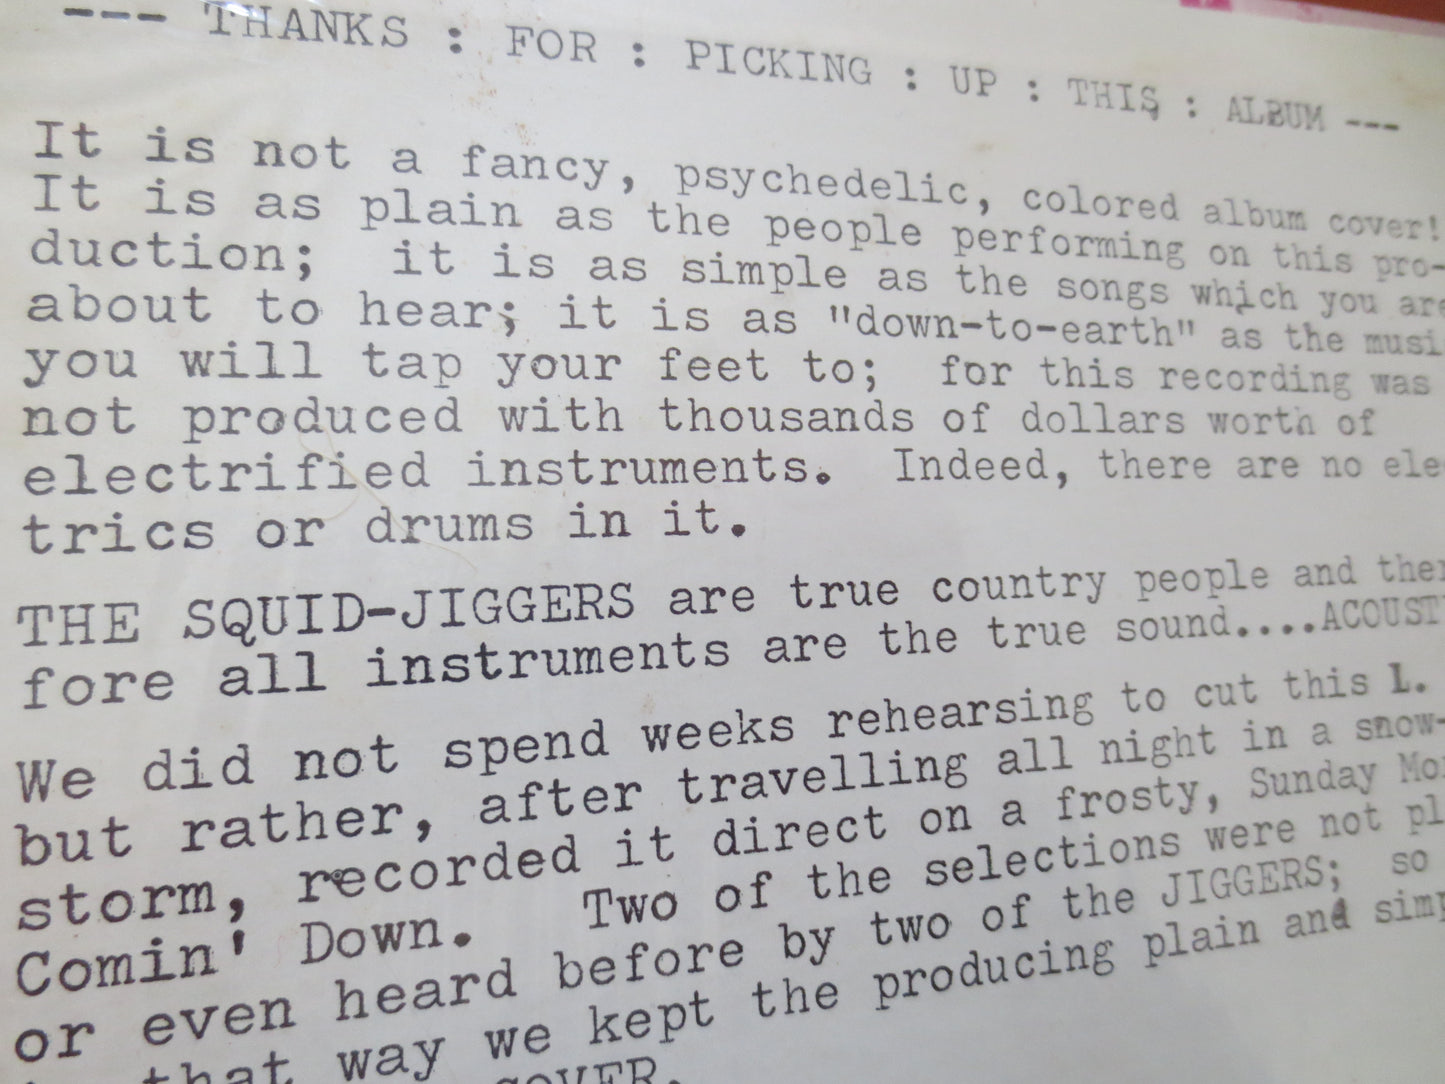 --- THANKS : FOR : PICKING : UP : THIS : ALBUM ---
It is not a fancy, psychedelic, colored album cover!
It is as plain as the people performing on this pro-
duction; it is as simple as the songs which you are
about to hear; it is as "down-to-earth" as the musi
you will tap your feet to; for this recording was
not produced with thousands of dollars worth of
electrified instruments. Indeed, there are no ele
trics or drums in it.
THE SQUID-JIGGERS are true country people and ther
fore all instruments are the true sound....ACOUST
We did not spend weeks rehearsing to cut this L.
but rather, after travelling all night in a snow-
storm, recorded it direct on a frosty, Sunday Mo
Comin' Down. Two of the selections were not pl
or even heard before by two of the JIGGERS; so
that way we kept the producing plain and simp
COVER.